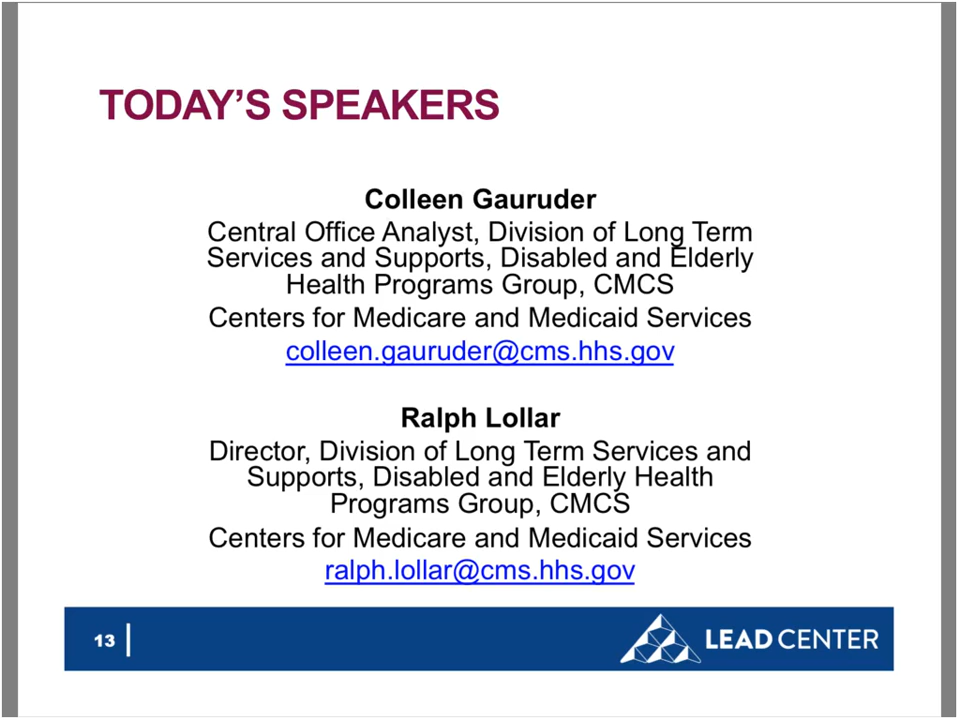 TODAY'S SPEAKERS
Colleen Gauruder
Central Office Analyst, Division of Long Term
Services and Supports, Disabled and Elderly
Health Programs Group, CMCS
Centers for Medicare and Medicaid Services
colleen.gauruder@cms.hhs.gov
Ralph Lollar
Director, Division of Long Term Services and
Supports, Disabled and Elderly Health
Programs Group, CMCS
Centers for Medicare and Medicaid Services
ralph.lollar@cms.hhs.gov
13
LEAD CENTER